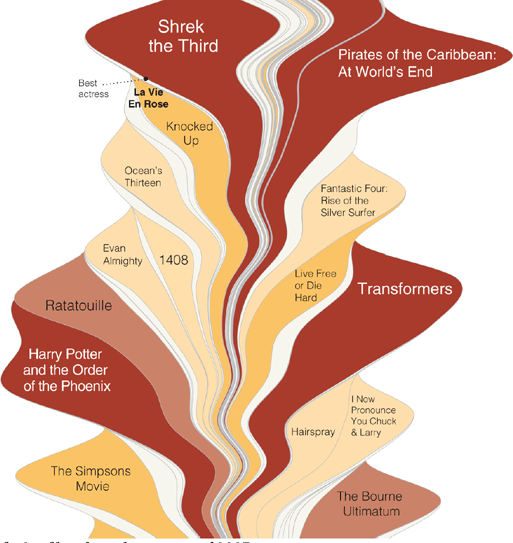 Shrek
the Third
Pirates of the Caribbean:
At World's End
Best
actress
La Vie
En Rose
Knocked
Up
Ocean's
Thirteen
Fantastic Four:
Rise of the
Silver Surfer
Evan
Almighty
1408
Live Free
or Die
Hard
Transformers
Ratatouille
Harry Potter
and the Order
of the Phoenix
I Now
Pronounce
You Chuck
& Larry
Hairspray
The Simpsons
Movie
The Bourne
Ultimatum